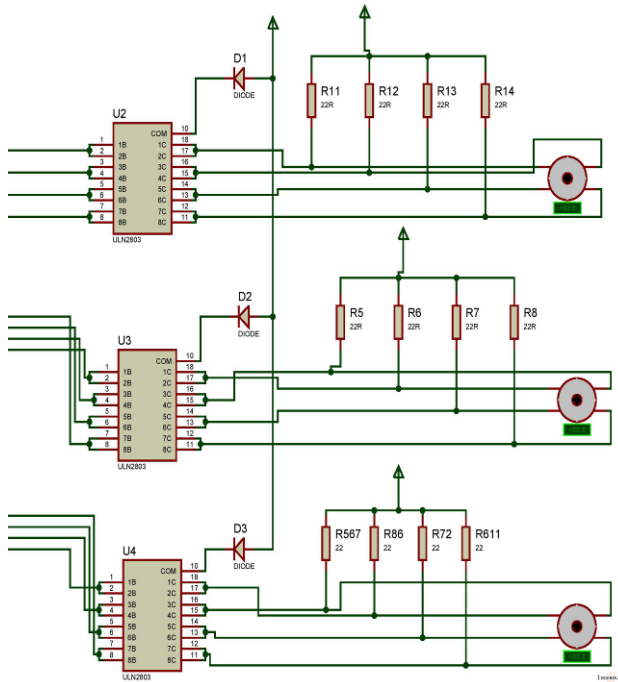 D1
DIODE
R11
22R
R12
22R
R13
22R
R14
22R
U2
COM 10
1 1B 1C 18
2 2B 2C 17
3 3B 3C 16
4 4B 4C 15
5 5B 5C 14
6 6B 6C 13
7 7B 7C 12
8 8B 8C 11
ULN2803
D2
DIODE
R5
22R
R6
22R
R7
22R
R8
22R
U3
COM 10
1 1B 1C 18
2 2B 2C 17
3 3B 3C 16
4 4B 4C 15
5 5B 5C 14
6 6B 6C 13
7 7B 7C 12
8 8B 8C 11
ULN2803
D3
DIODE
R567
22
R86
22
R72
22
R611
22
U4
COM 10
1 1B 1C 18
2 2B 2C 17
3 3B 3C 16
4 4B 4C 15
5 5B 5C 14
6 6B 6C 13
7 7B 7C 12
8 8B 8C 11
ULN2803